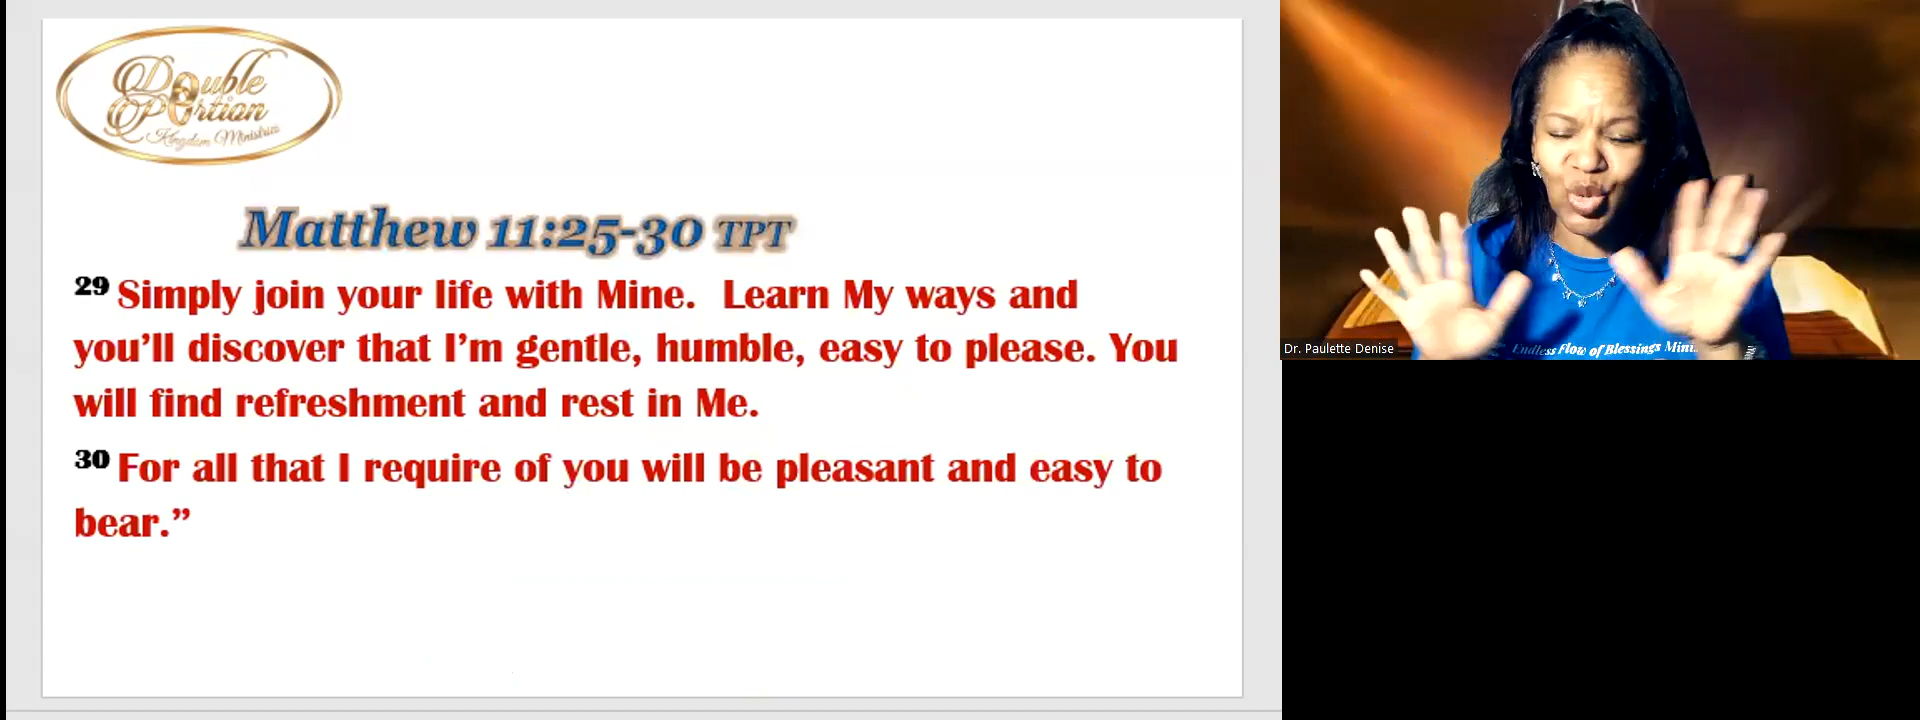 Double
Portion
Kingdom Ministries
Matthew 11:25-30 TPT
29 Simply join your life with Mine. Learn My ways and
you’ll discover that I’m gentle, humble, easy to please. You
will find refreshment and rest in Me.
30 For all that I require of you will be pleasant and easy to
bear.”
Dr. Paulette Denise
Endless Flow of Blessings